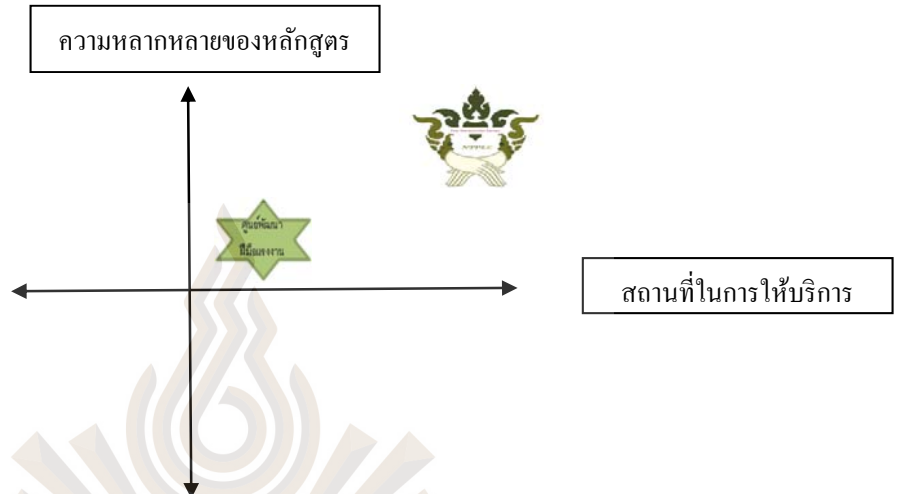 ความหลากหลายของหลักสูตร
ศูนย์พัฒนา
ฝีมือแรงงาน
สถานที่ในการให้บริการ